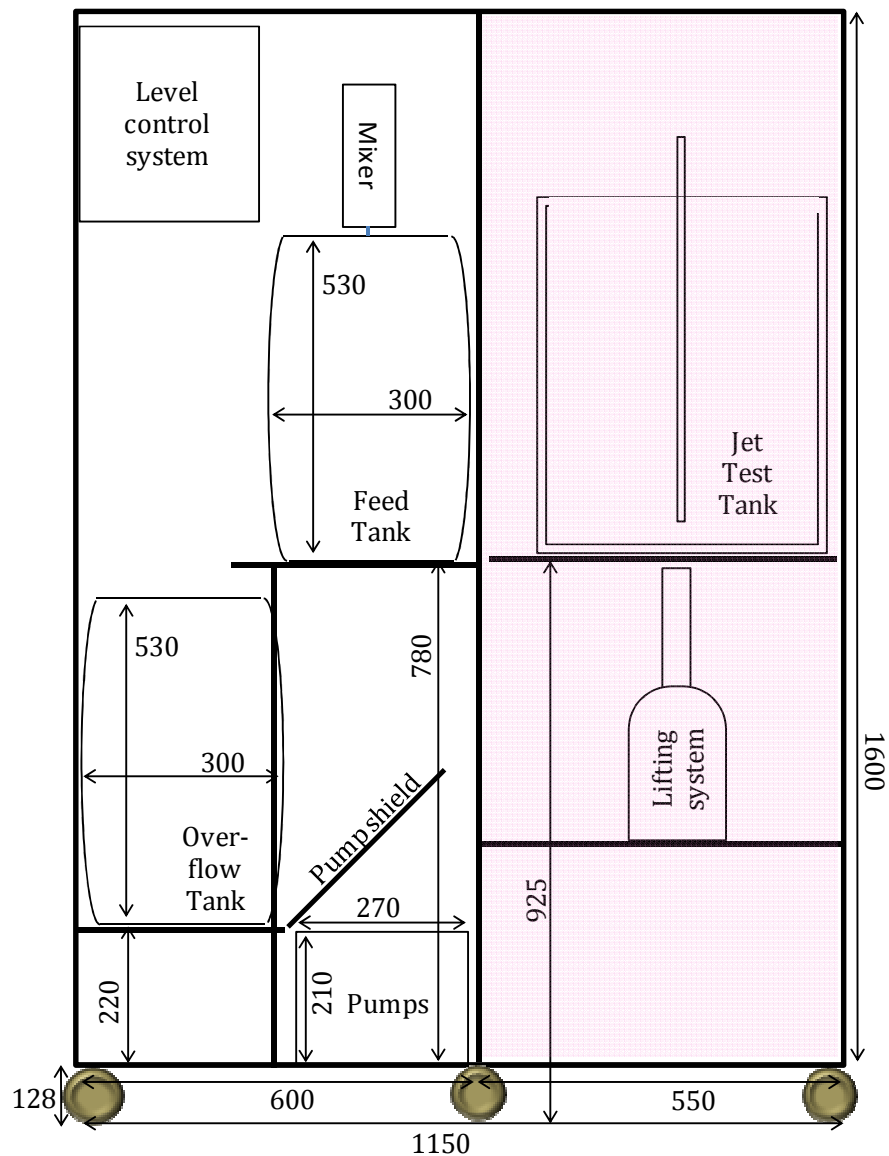 Level
control
system
Mixer
530
300
Feed
Tank
Jet
Test
Tank
530
300
Over-
flow
Tank
780
Pumpshield
270
210
Pumps
220
Lifting
system
925
1600
128
600
550
1150